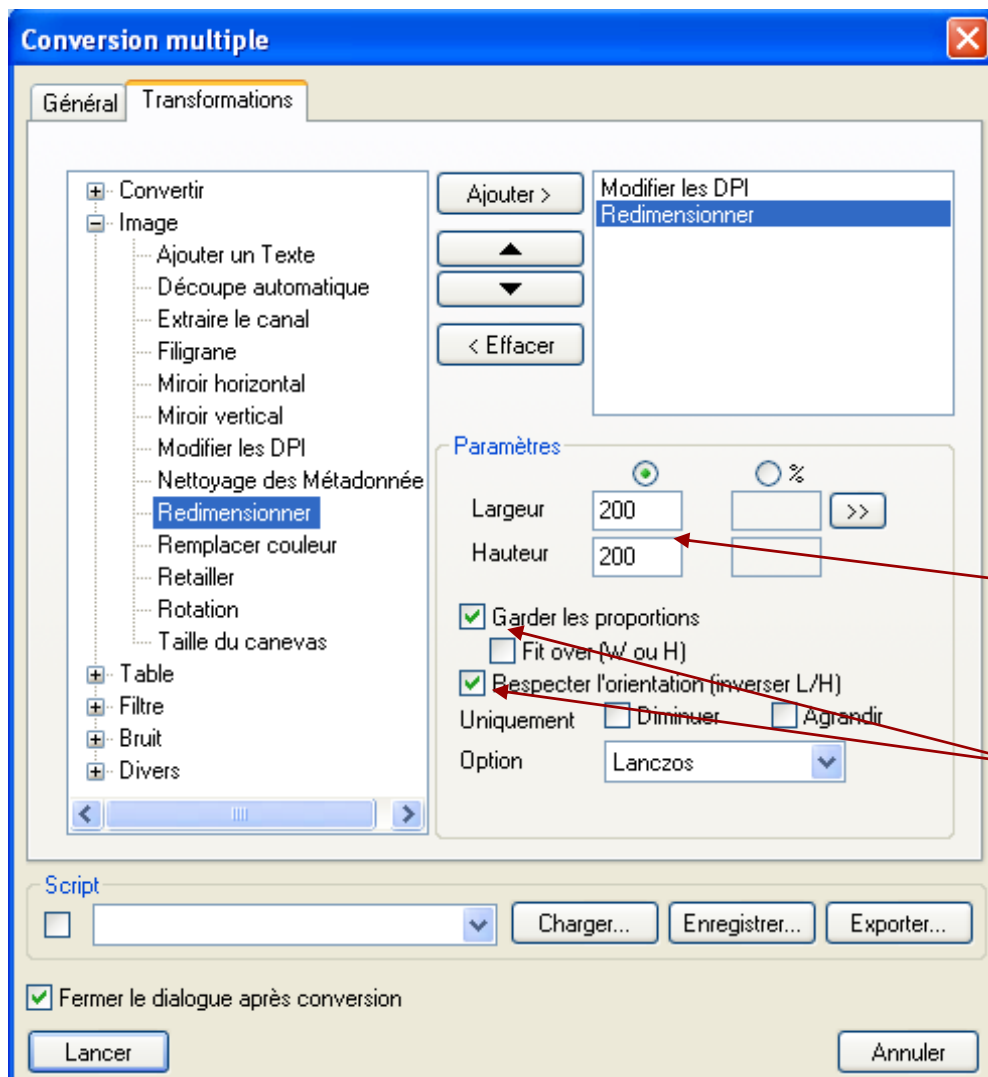 Conversion multiple
Général Transformations
Convertir
Image
Ajouter un Texte
Découpe automatique
Extraire le canal
Filigrane
Miroir horizontal
Miroir vertical
Modifier les DPI
Nettoyage des Métadonnée
Redimensionner
Remplacer couleur
Retailler
Rotation
Taille du canevas
Table
Filtre
Bruit
Divers
Ajouter >
< Effacer
Modifier les DPI
Redimensionner
Paramètres
%
Largeur 200 >>
Hauteur 200
Garder les proportions
Fit over (W ou H)
Respecter l'orientation (inverser L/H)
Uniquement Diminuer Agrandir
Option Lanczos
Script
Charger... Enregistrer... Exporter...
Fermer le dialogue après conversion
Lancer Annuler